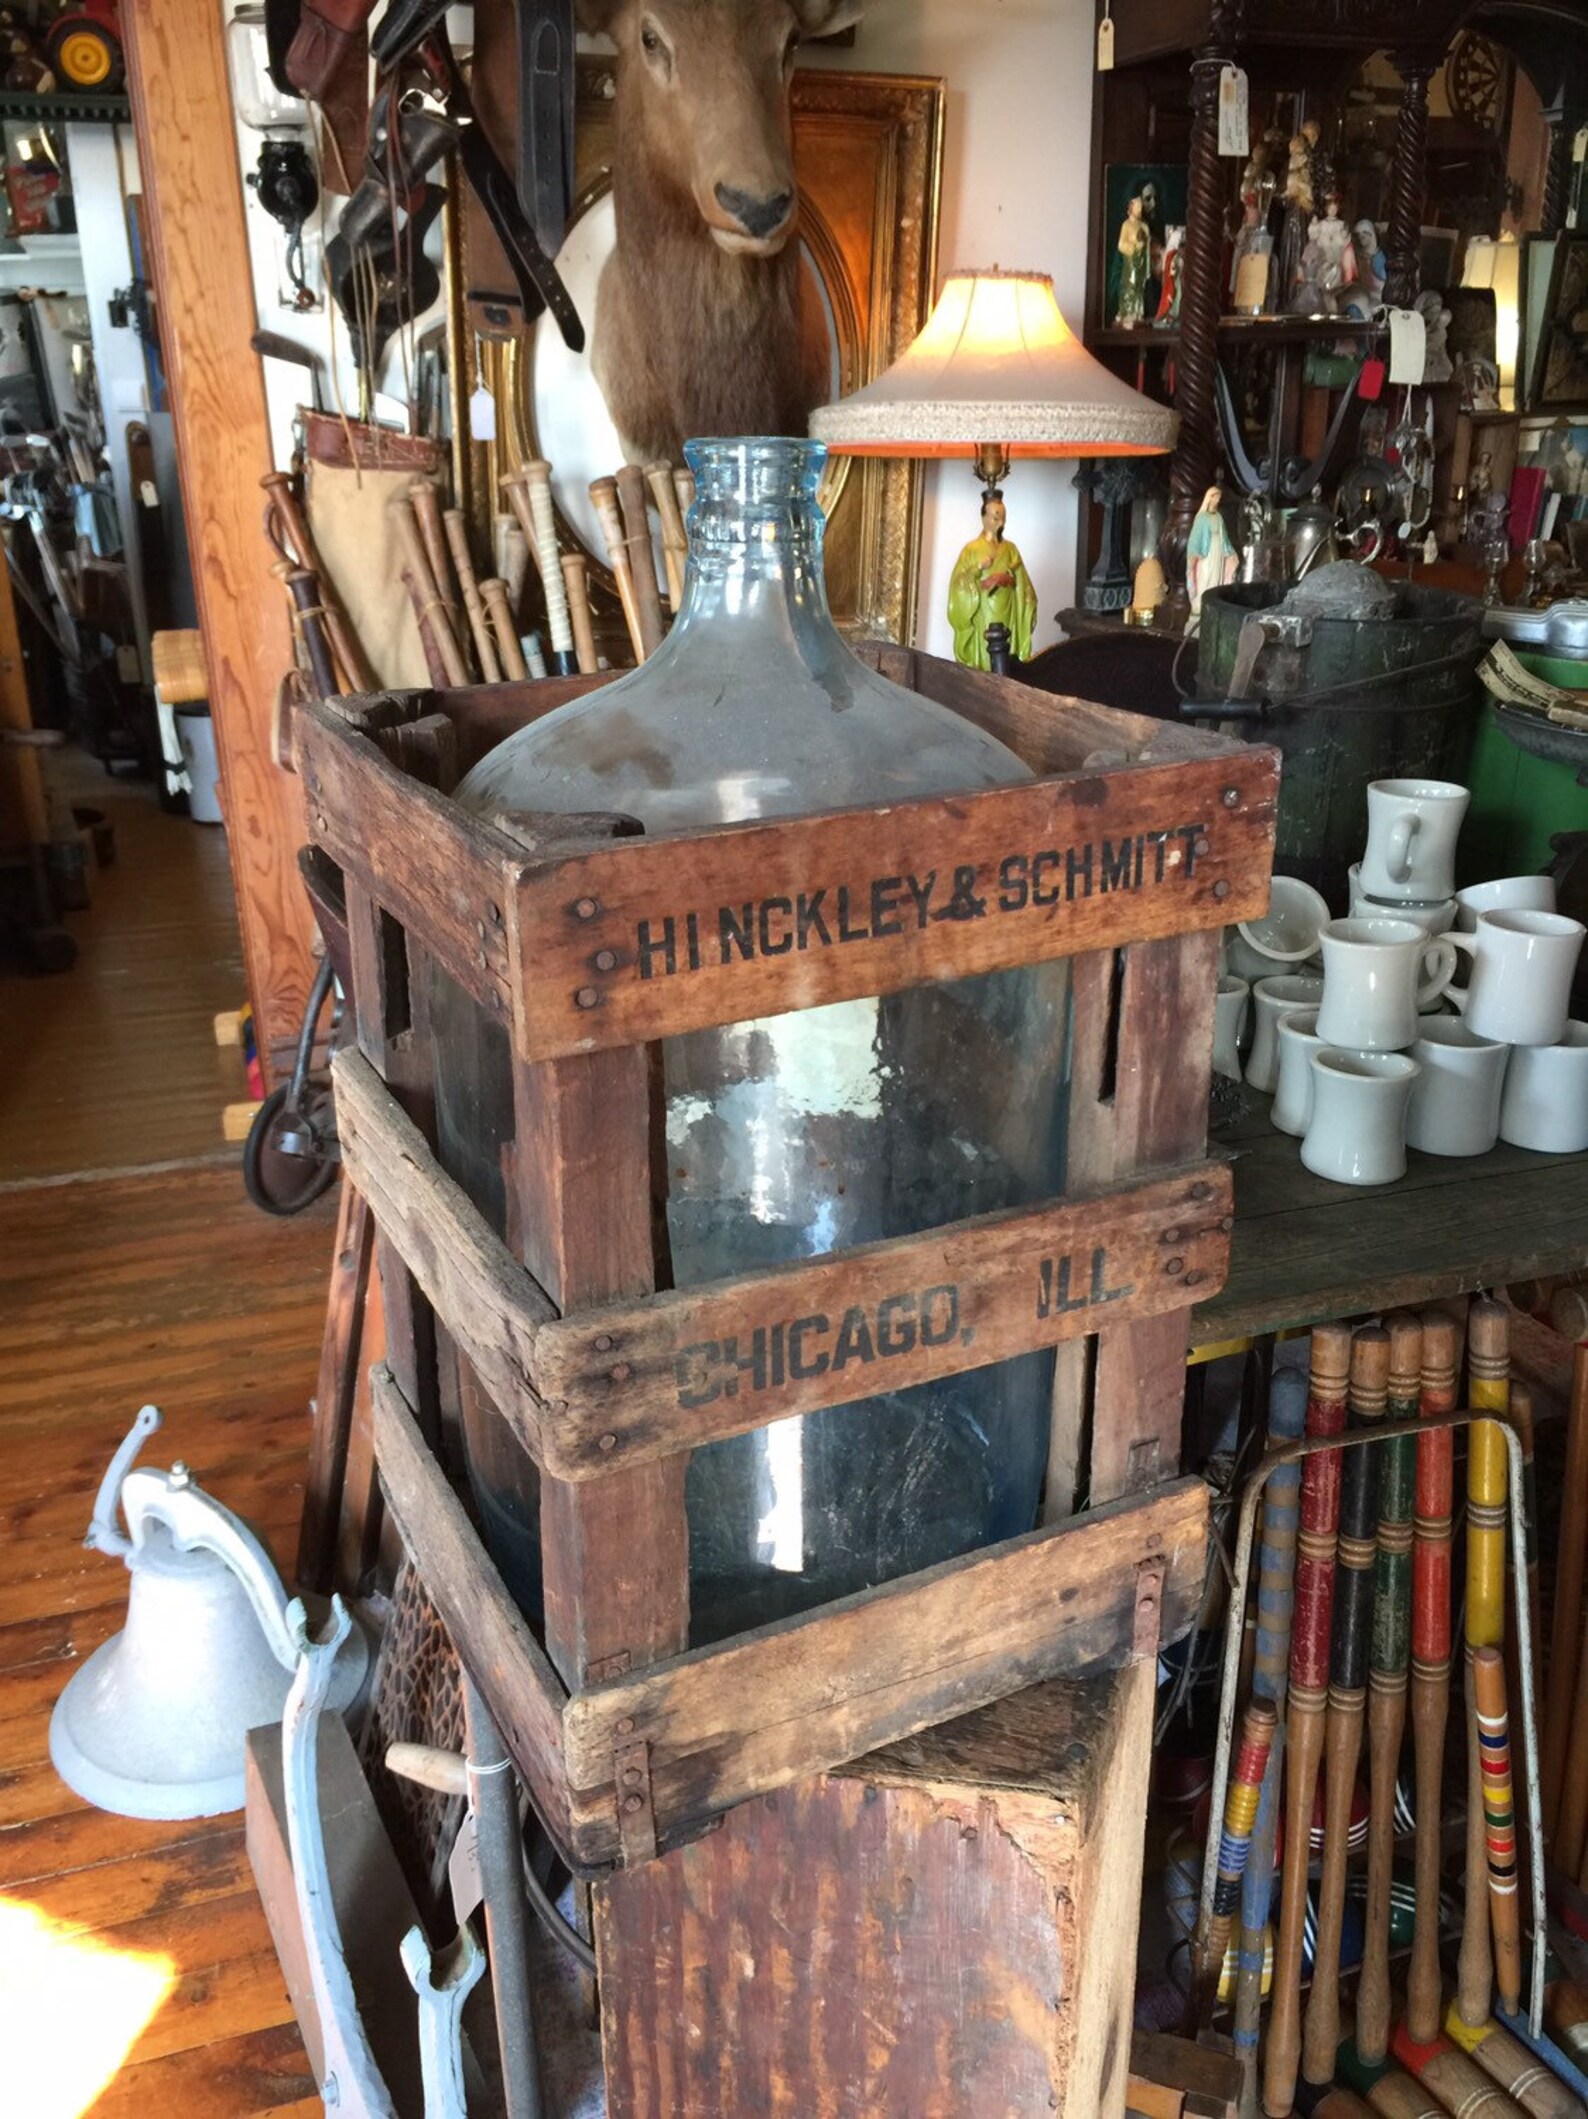 HINCKLEY & SCHMITT
CHICAGO, ILL.